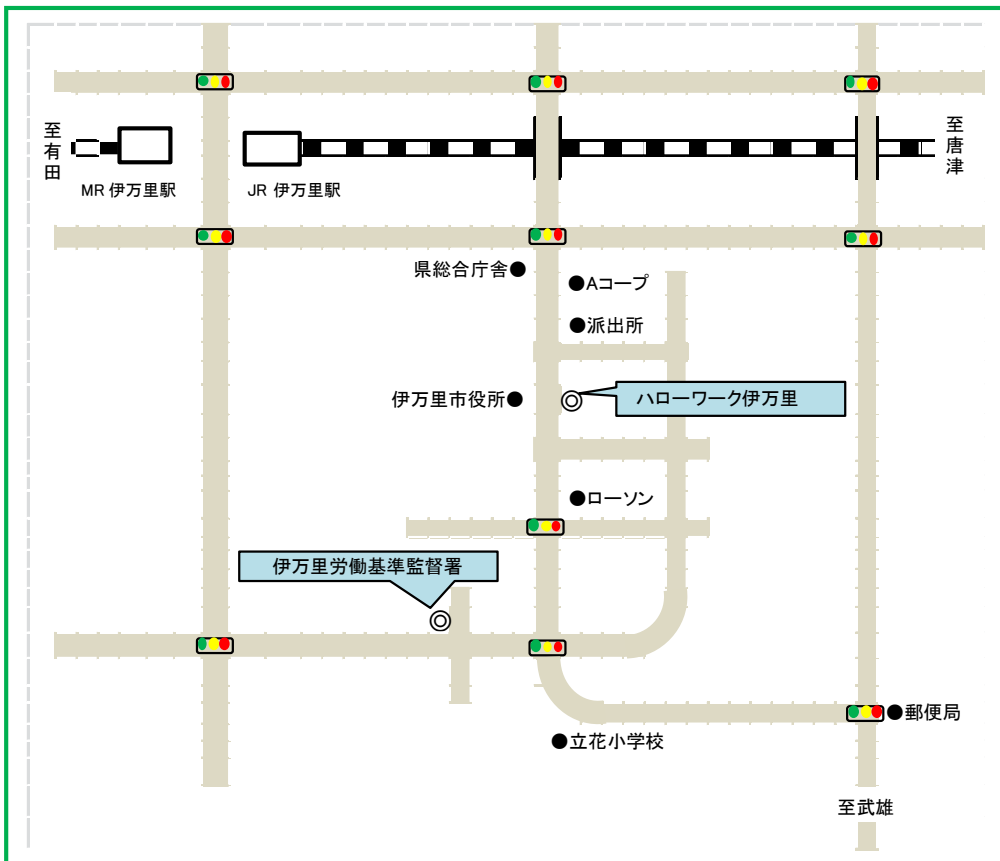 至有田
至唐津
MR 伊万里駅
JR 伊万里駅
県総合庁舎●
●Aコープ
●派出所
伊万里市役所●
ハローワーク伊万里
●ローソン
伊万里労働基準監督署
●郵便局
●立花小学校
至武雄